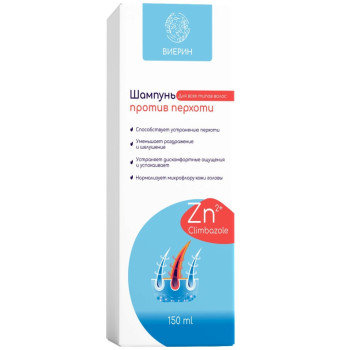 ВИЕРИН
Шампунь для всех типов волос
против перхоти
Способствует устранению перхоти
Уменьшает раздражение
и шелушение
Устраняет дискомфортные ощущения
и успокаивает
Нормализует микрофлору кожи головы
Zn²⁺
Climbazole
150 ml